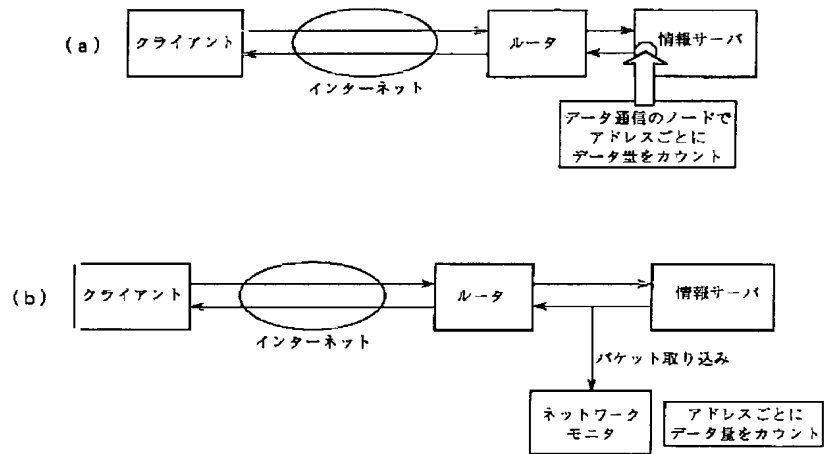 (a)
クライアント
インターネット
ルータ
情報サーバ
データ通信のノードで
アドレスごとに
データ量をカウント
(b)
クライアント
インターネット
ルータ
情報サーバ
パケット取り込み
ネットワーク
モニタ
アドレスごとに
データ量をカウント